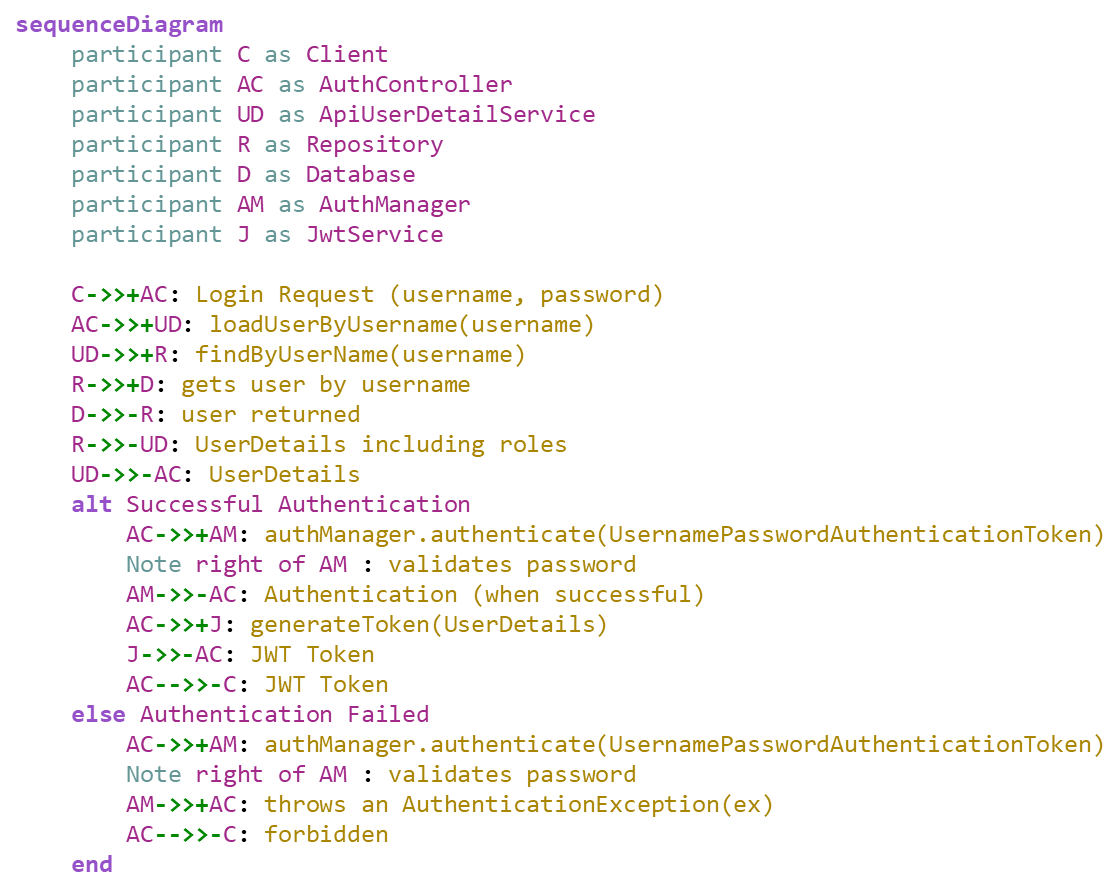 sequenceDiagram
    participant C as Client
    participant AC as AuthController
    participant UD as ApiUserDetailService
    participant R as Repository
    participant D as Database
    participant AM as AuthManager
    participant J as JwtService

    C->>+AC: Login Request (username, password)
    AC->>+UD: loadUserByUsername(username)
    UD->>+R: findByUserName(username)
    R->>+D: gets user by username
    D->>-R: user returned
    R->>-UD: UserDetails including roles
    UD->>-AC: UserDetails
    alt Successful Authentication
        AC->>+AM: authManager.authenticate(UsernamePasswordAuthenticationToken)
        Note right of AM : validates password
        AM->>-AC: Authentication (when successful)
        AC->>+J: generateToken(UserDetails)
        J->>-AC: JWT Token
        AC-->>-C: JWT Token
    else Authentication Failed
        AC->>+AM: authManager.authenticate(UsernamePasswordAuthenticationToken)
        Note right of AM : validates password
        AM->>+AC: throws an AuthenticationException(ex)
        AC-->>-C: forbidden
    end